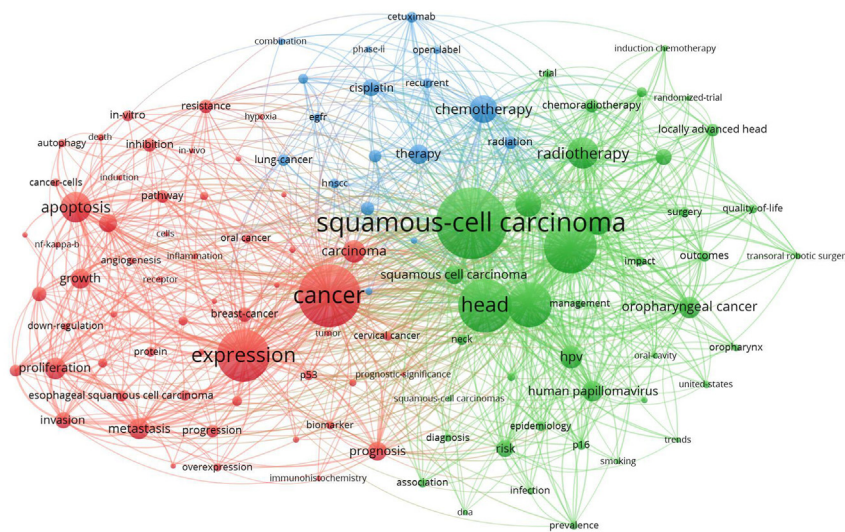 cetuximab
combination
phase-ii
open-label
induction chemotherapy
trial
cisplatin
recurrent
randomized-trial
in-vitro
resistance
hypoxia
egfr
chemotherapy
chemoradiotherapy
locally advanced head
death
autophagy
inhibition
in-vivo
lung-cancer
therapy
radiation
radiotherapy
cancer-cells
induction
hnscc
apoptosis
pathway
squamous-cell carcinoma
surgery
quality-of-life
nf-kappa-b
cells
oral cancer
carcinoma
angiogenesis
inflammation
impact
outcomes
transoral robotic surger
growth
receptor
squamous cell carcinoma
cancer
head
management
oropharyngeal cancer
breast-cancer
down-regulation
tumor
cervical cancer
neck
protein
expression
hpv
oral-cavity
oropharynx
proliferation
p53
prognostic-significance
united-states
esophageal squamous cell carcinoma
squamous-cell carcinomas
human papillomavirus
invasion
metastasis
progression
biomarker
epidemiology
diagnosis
risk
p16
trends
prognosis
smoking
overexpression
immunohistochemistry
association
infection
dna
prevalence